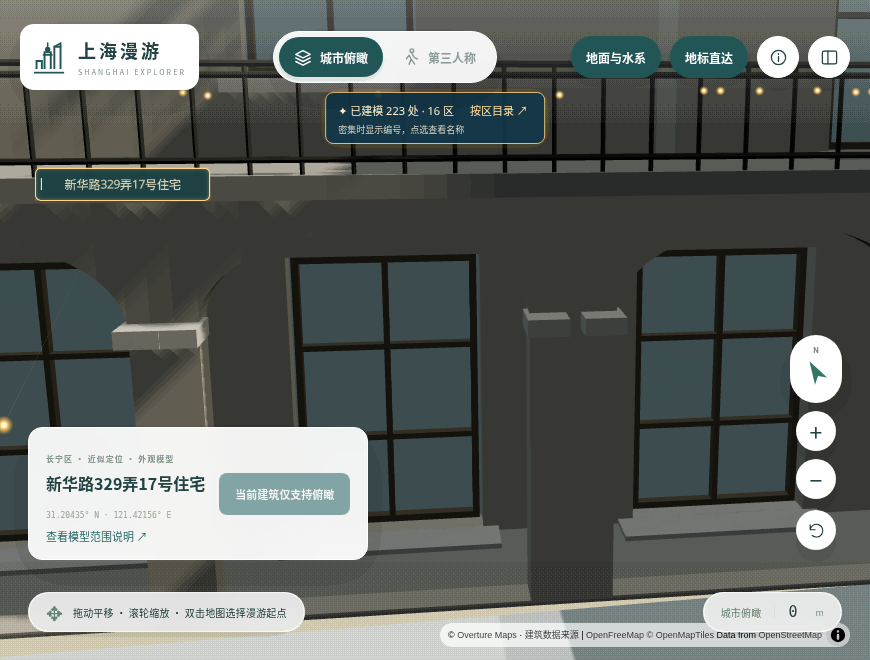 上海漫游
SHANGHAI EXPLORER
城市俯瞰
第三人称
地面与水系
地标直达
✦ 已建模 223 处 · 16 区 按区目录 ↗
密集时显示编号，点选查看名称
新华路329弄17号住宅
N
+
−
长宁区 · 近似定位 · 外观模型
新华路329弄17号住宅
当前建筑仅支持俯瞰
31.20435° N · 121.42156° E
查看模型范围说明 ↗
拖动平移 · 滚轮缩放 · 双击地图选择漫游起点
城市俯瞰 0 m
© Overture Maps · 建筑数据来源 | OpenFreeMap © OpenMapTiles Data from OpenStreetMap